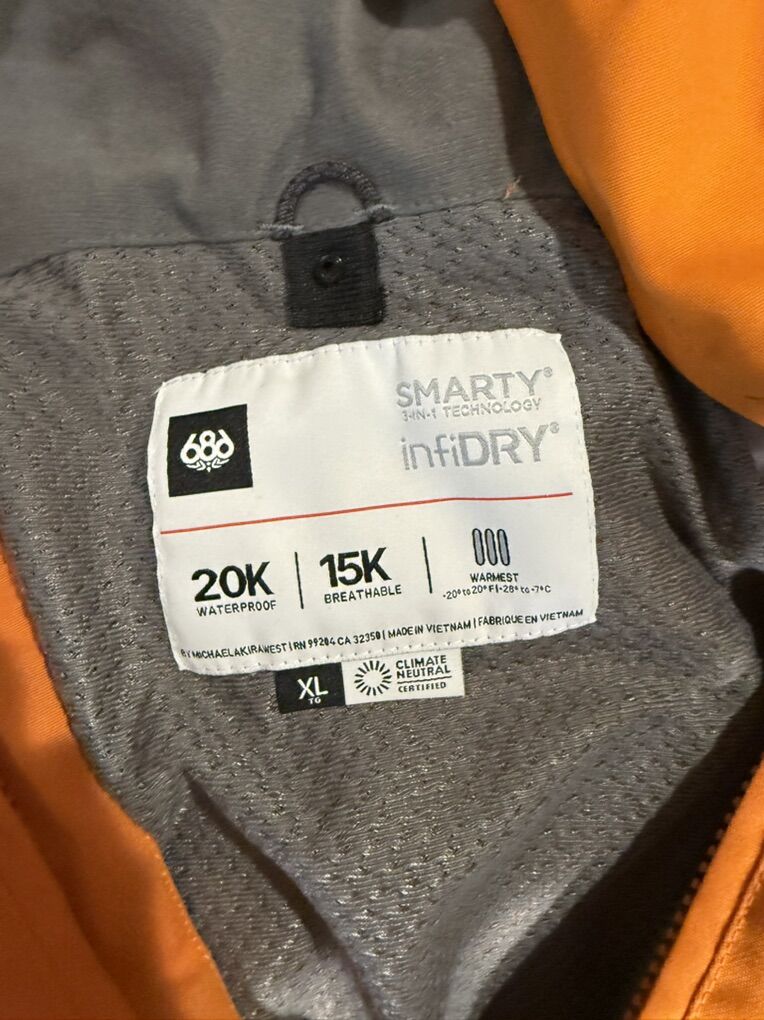 686
SMARTY®
3-IN-1 TECHNOLOGY
infiDRY®
20K
WATERPROOF
15K
BREATHABLE
WARMEST
-20° to 20° F | -28° to -7° C
BY MICHAELAKIRAWEST | RN 99204 CA 32350 | MADE IN VIETNAM | FABRIQUE EN VIETNAM
XL
TG
CLIMATE
NEUTRAL
CERTIFIED